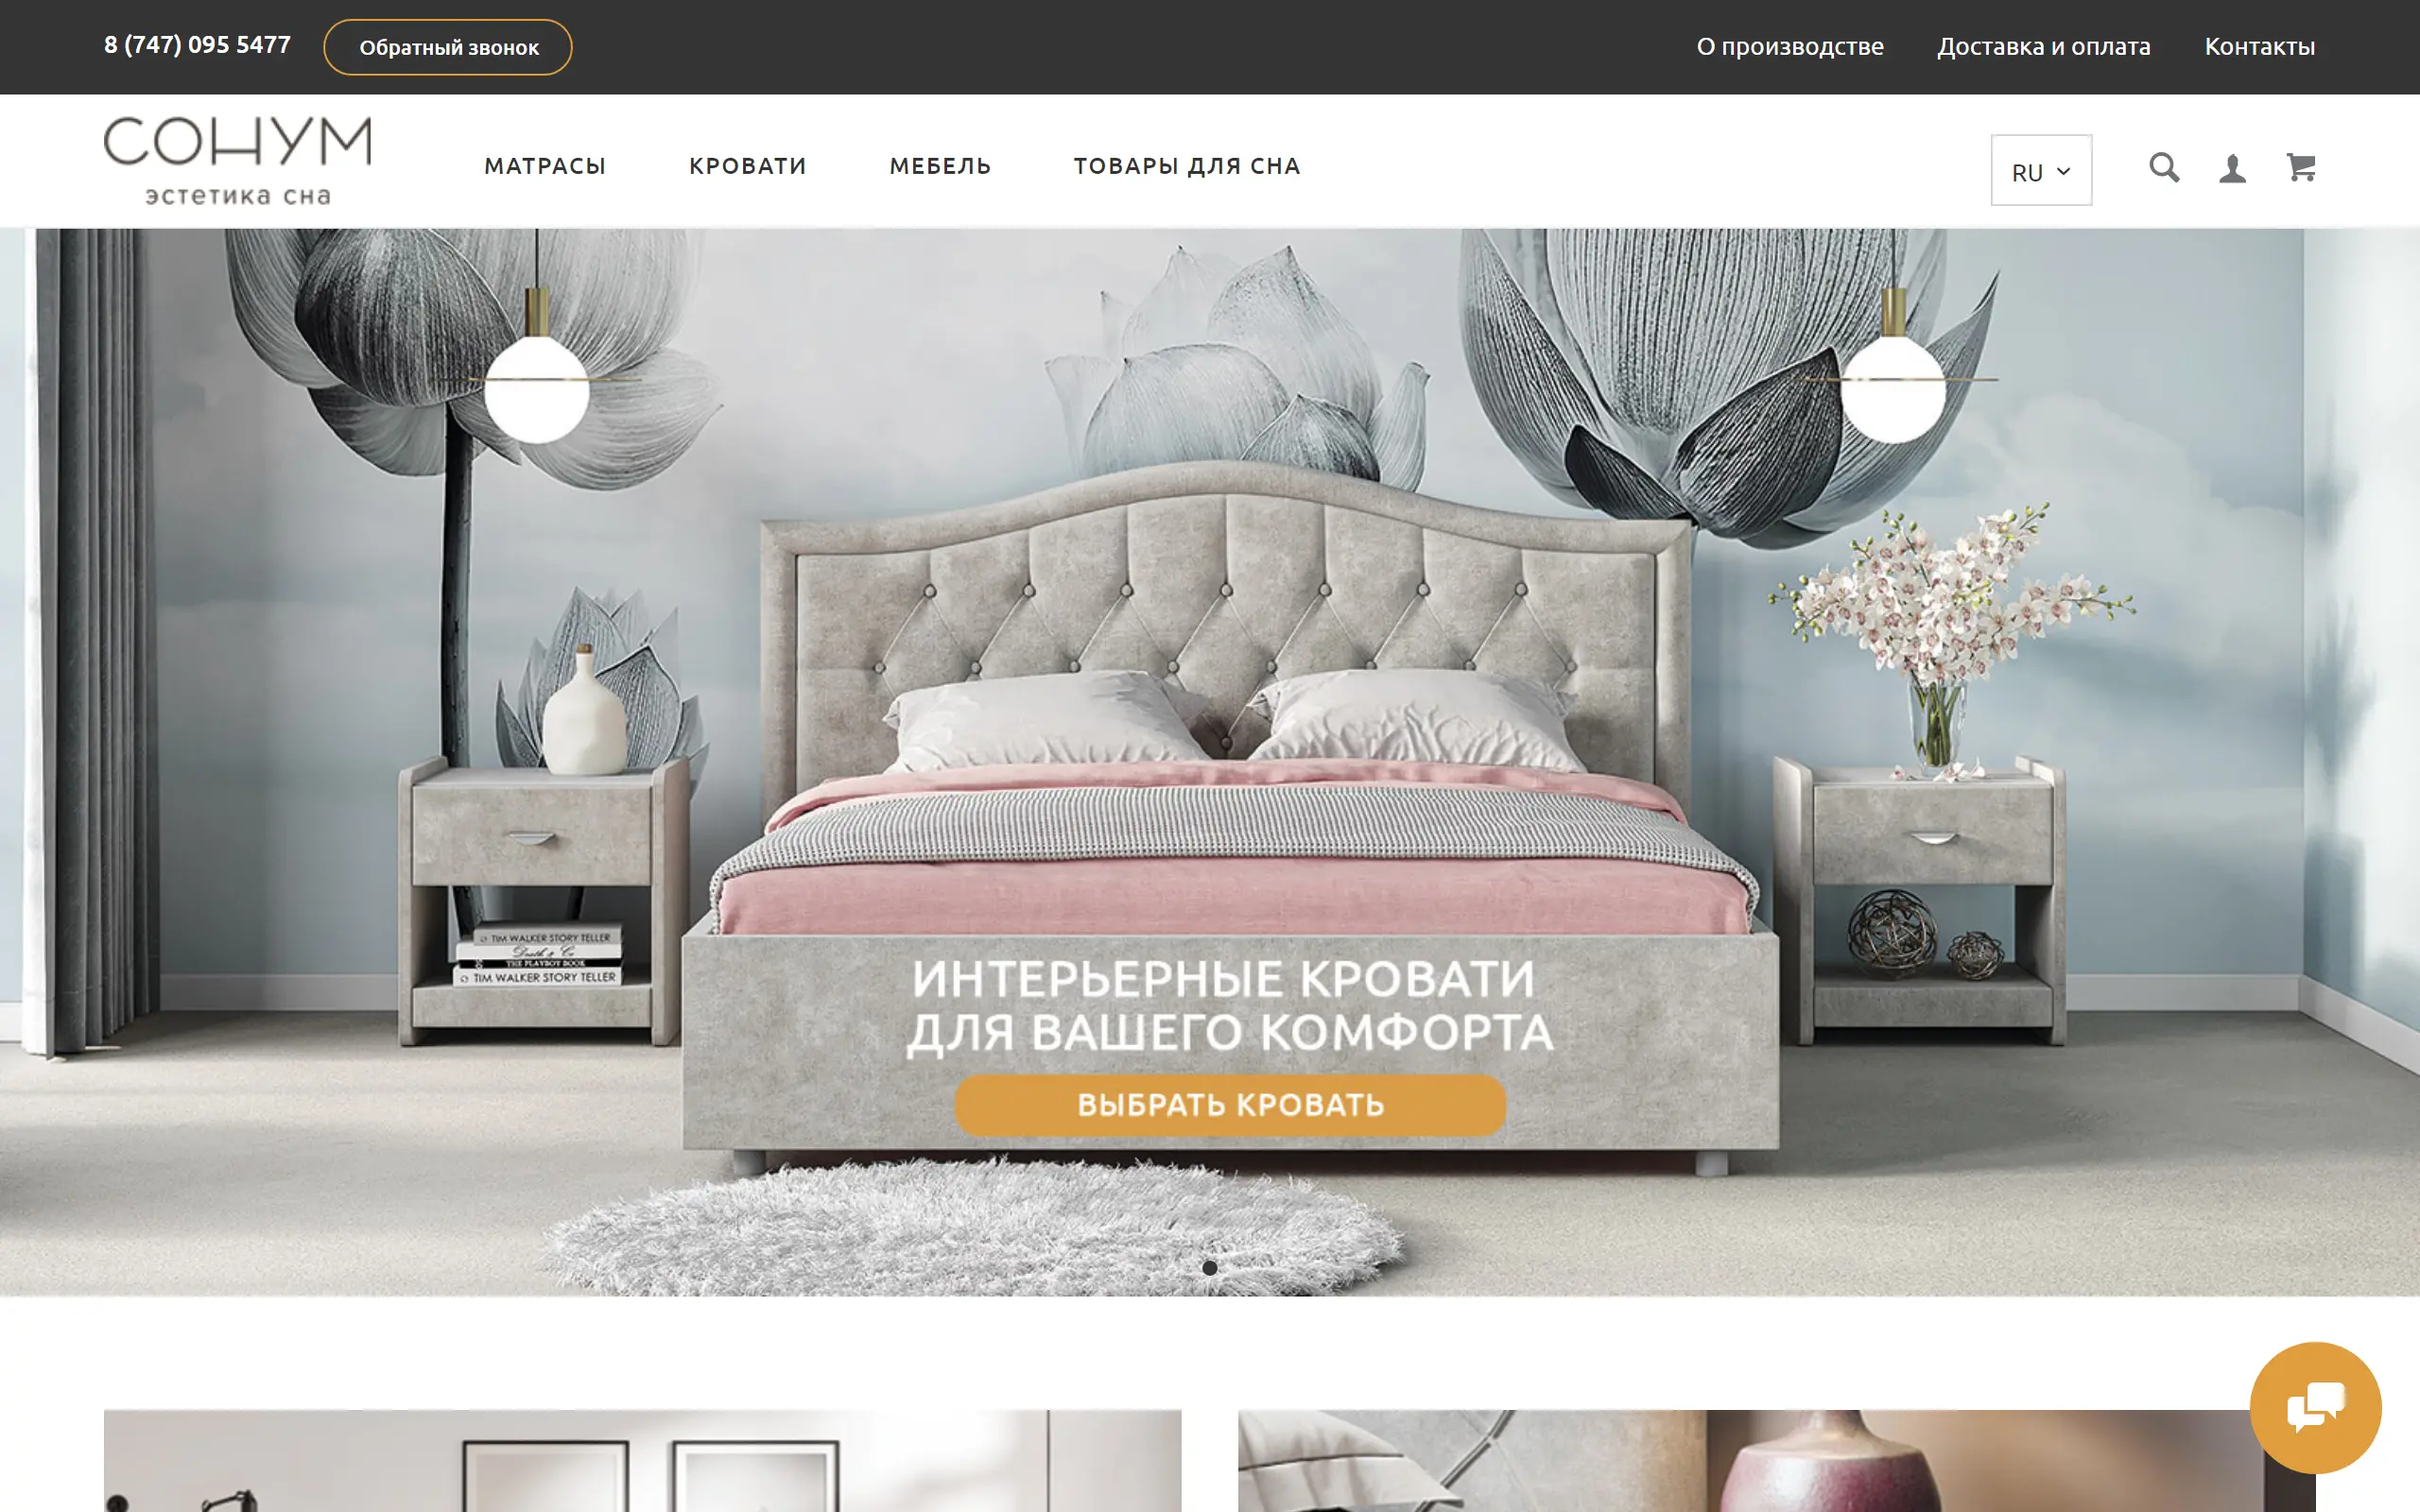 8 (747) 095 5477
Обратный звонок
О производстве
Доставка и оплата
Контакты
СОНУМ
эстетика сна
МАТРАСЫ
КРОВАТИ
МЕБЕЛЬ
ТОВАРЫ ДЛЯ СНА
RU
TIM WALKER STORY TELLER
Death & Co
THE PLAYBOY BOOK
TIM WALKER STORY TELLER
ИНТЕРЬЕРНЫЕ КРОВАТИ
ДЛЯ ВАШЕГО КОМФОРТА
ВЫБРАТЬ КРОВАТЬ